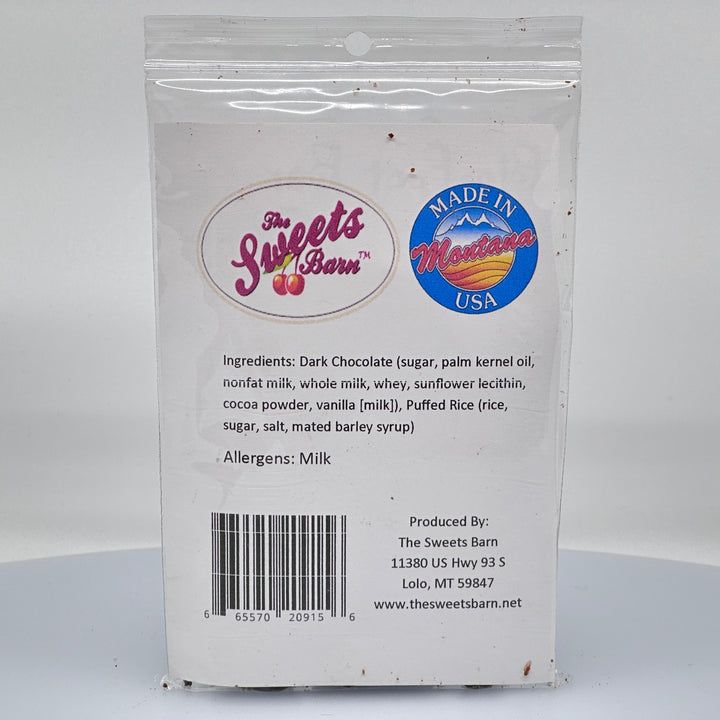 The
Sweets
Barn™
MADE IN
Montana
USA
Ingredients: Dark Chocolate (sugar, palm kernel oil,
nonfat milk, whole milk, whey, sunflower lecithin,
cocoa powder, vanilla [milk]), Puffed Rice (rice,
sugar, salt, mated barley syrup)
Allergens: Milk
6 65570 20915 6
Produced By:
The Sweets Barn
11380 US Hwy 93 S
Lolo, MT 59847
www.thesweetsbarn.net